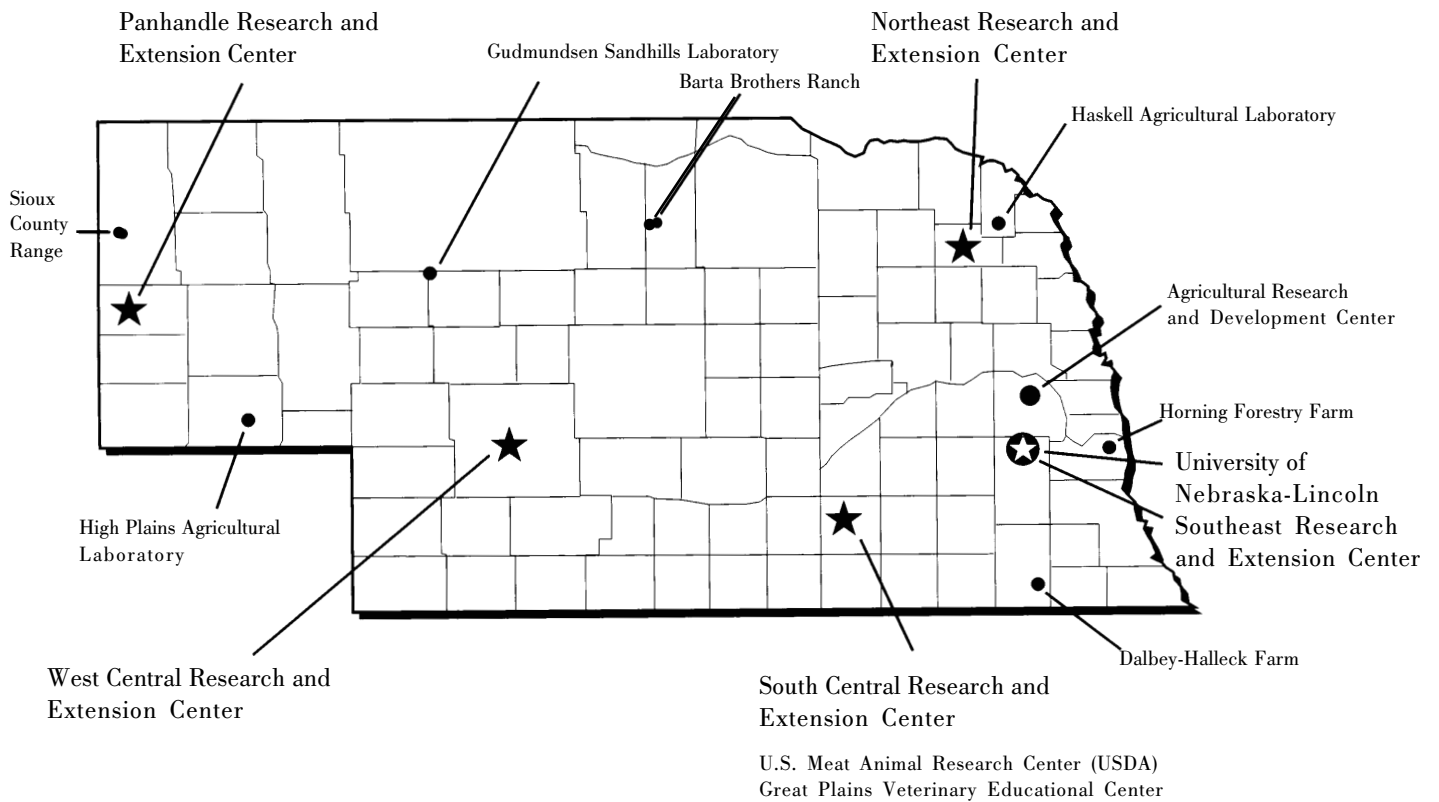 Panhandle Research and
Extension Center
Gudmundsen Sandhills Laboratory
Barta Brothers Ranch
Northeast Research and
Extension Center
Haskell Agricultural Laboratory
Sioux
County
Range
Agricultural Research
and Development Center
Horning Forestry Farm
University of
Nebraska-Lincoln
Southeast Research
and Extension Center
High Plains Agricultural
Laboratory
Dalbey-Halleck Farm
West Central Research and
Extension Center
South Central Research and
Extension Center
U.S. Meat Animal Research Center (USDA)
Great Plains Veterinary Educational Center